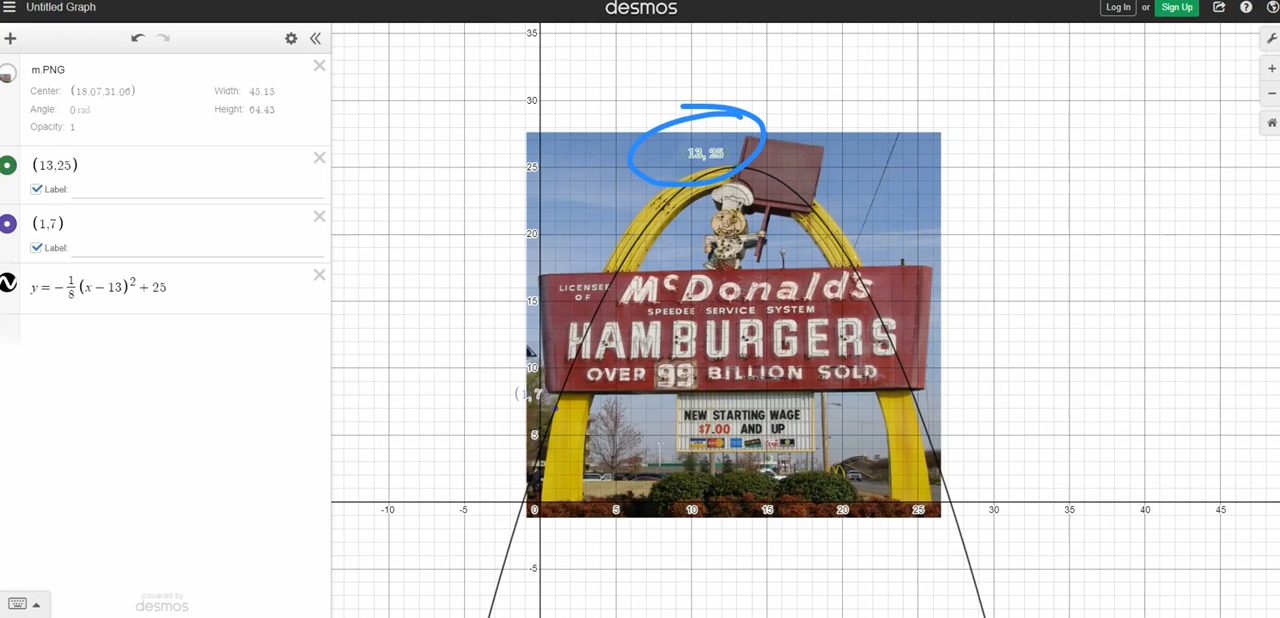 Untitled Graph
desmos
Log In or Sign Up
m.PNG
Center: (18.07,31.06) Width: 45.15
Angle: 0 rad Height: 64.43
Opacity: 1
(13,25)
Label:
(1,7)
Label:
y = -1/8(x - 13)² + 25
powered by
desmos
35
30
25
20
15
10
5
-5
-10 -5 0 5 10 15 20 25 30 35 40 45
13, 25
(1,7
LICENSEE
OF
McDonald's
SPEEDEE SERVICE SYSTEM
HAMBURGERS
OVER 99 BILLION SOLD
NEW STARTING WAGE
$7.00 AND UP